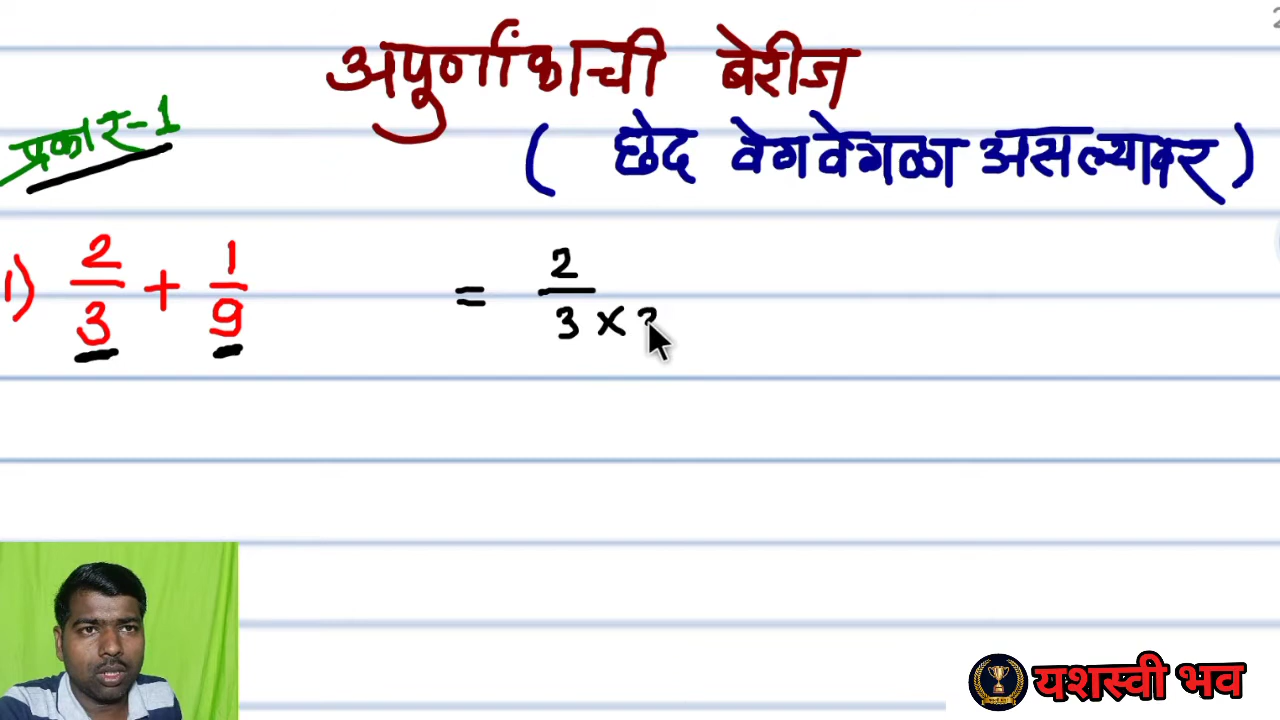 अपुर्णांकाची बेरीज
प्रकार-1
( छेद वेगवेगळा असल्यावर )
1) 2/3 + 1/9 = 2/3 ×
यशस्वी भव